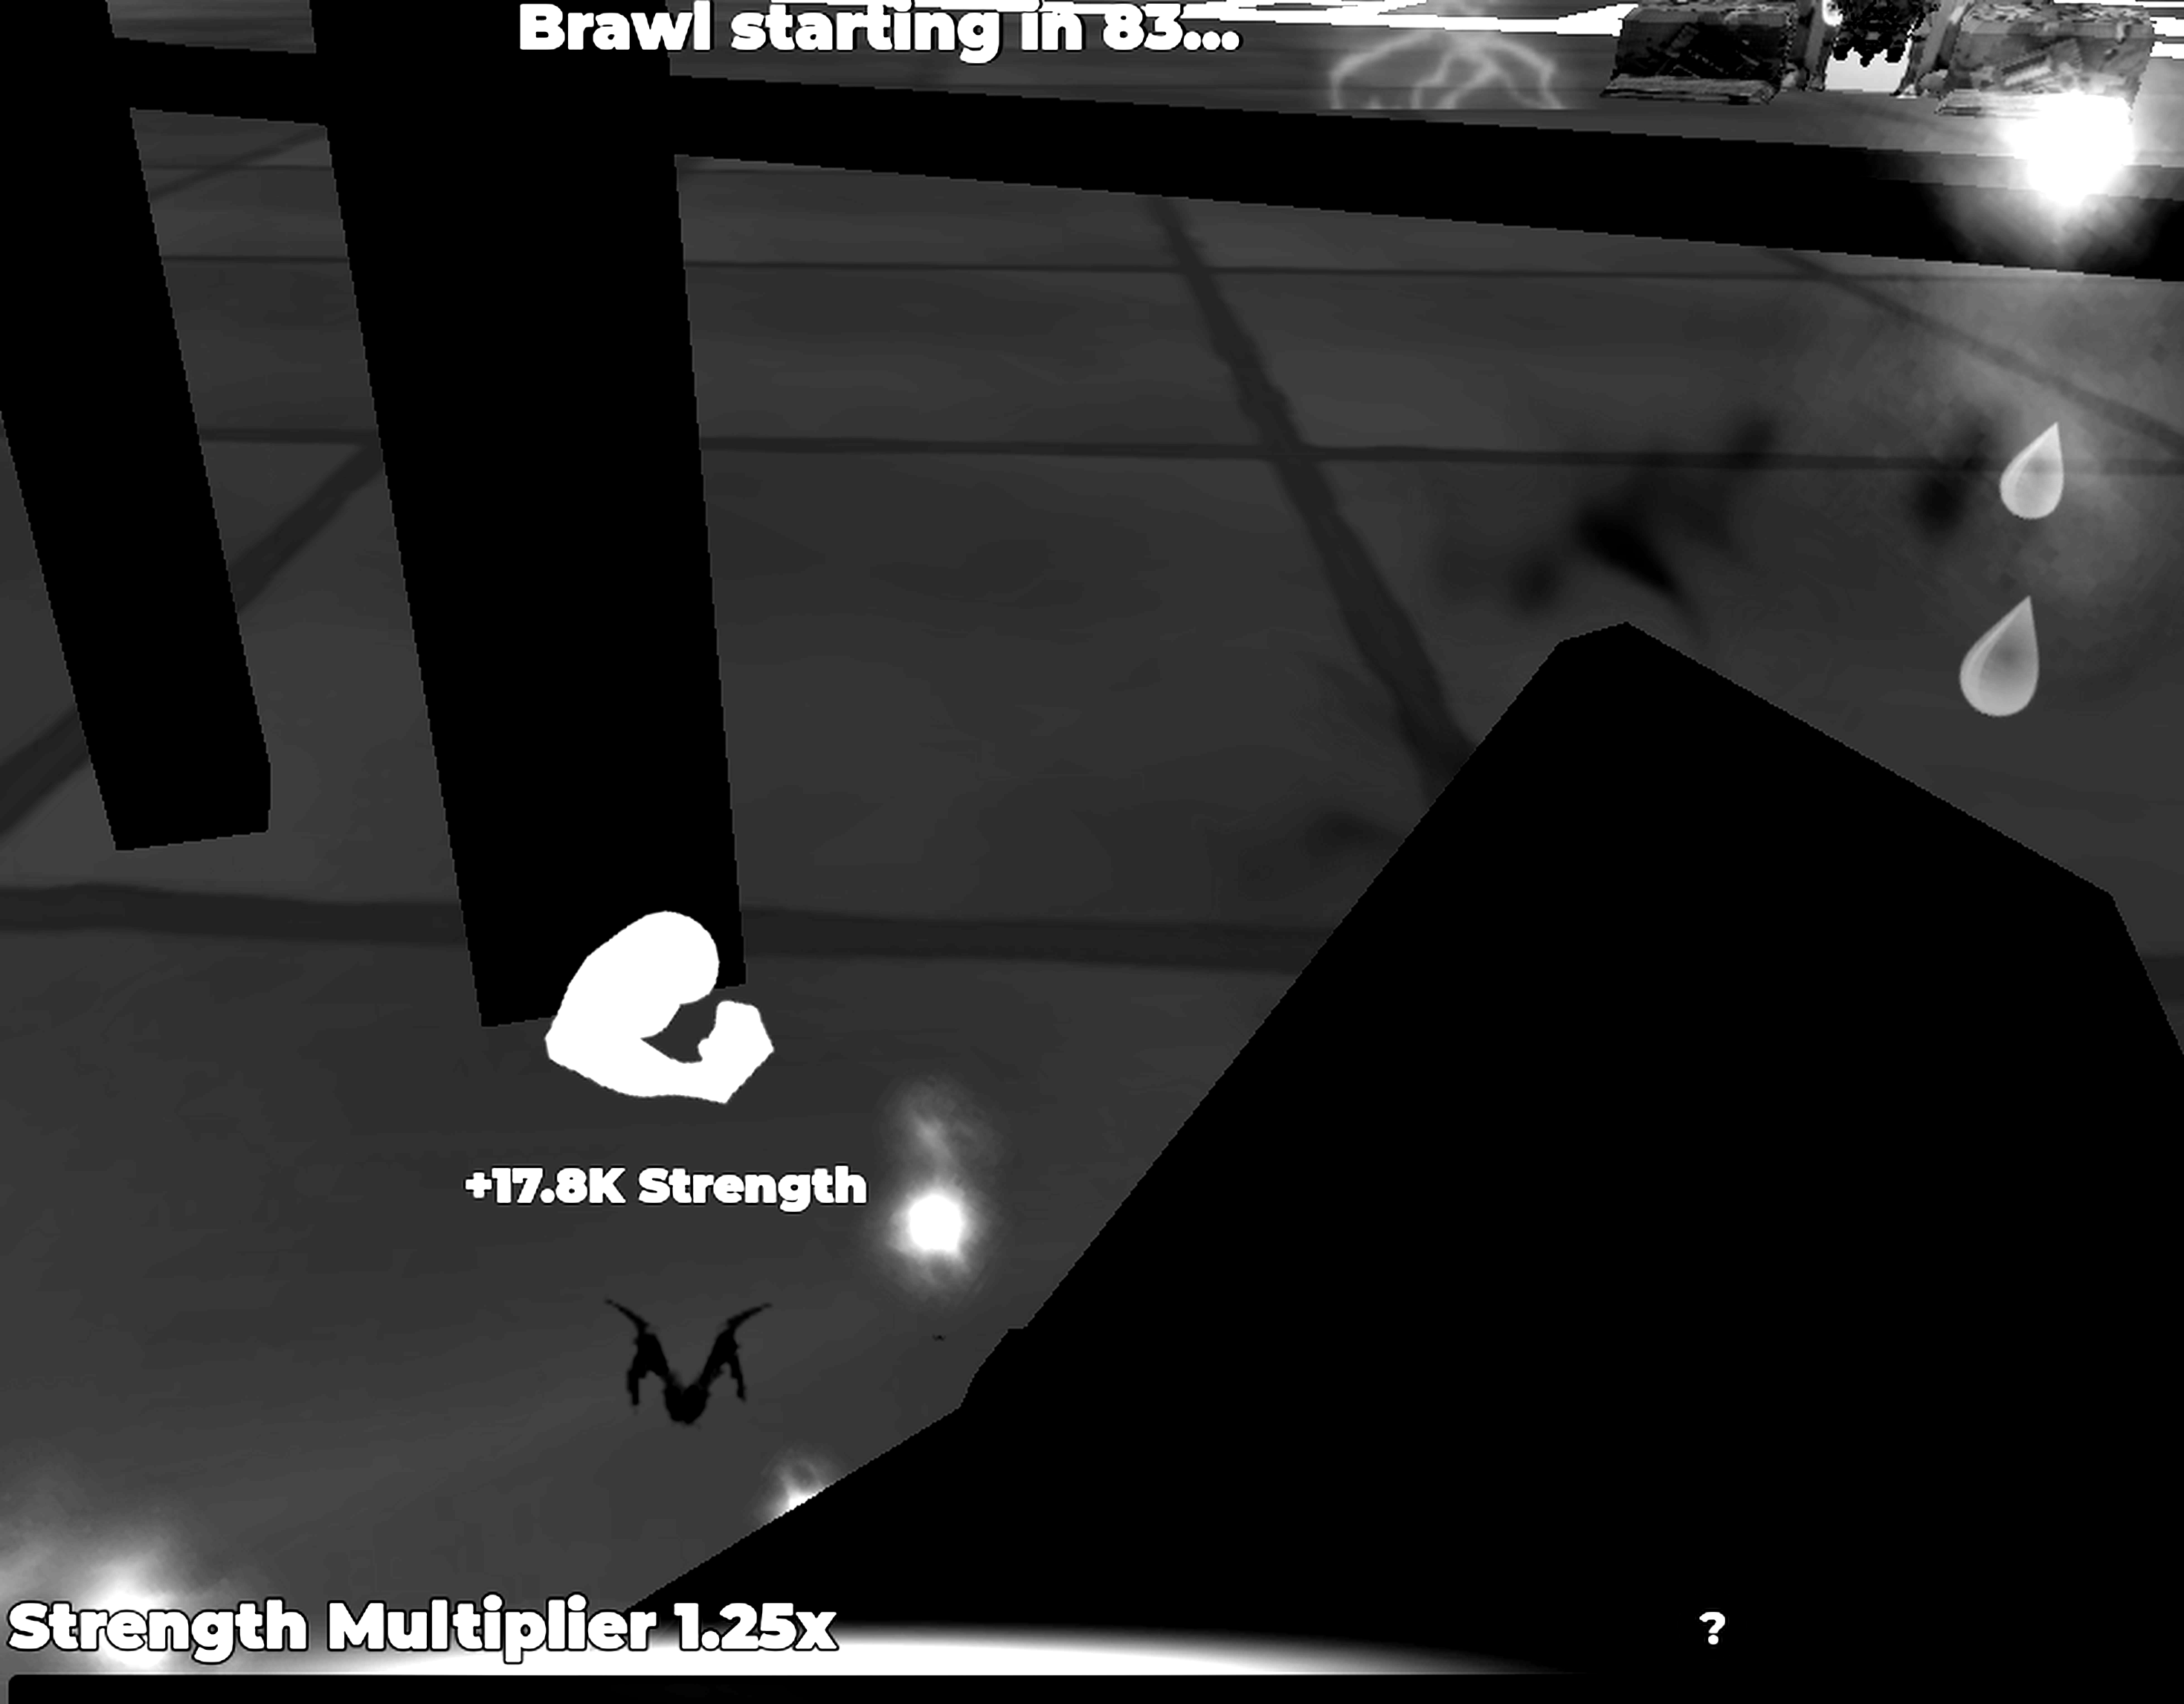 Brawl starting in 83...
+17.8K Strength
Strength Multiplier 1.25x
?